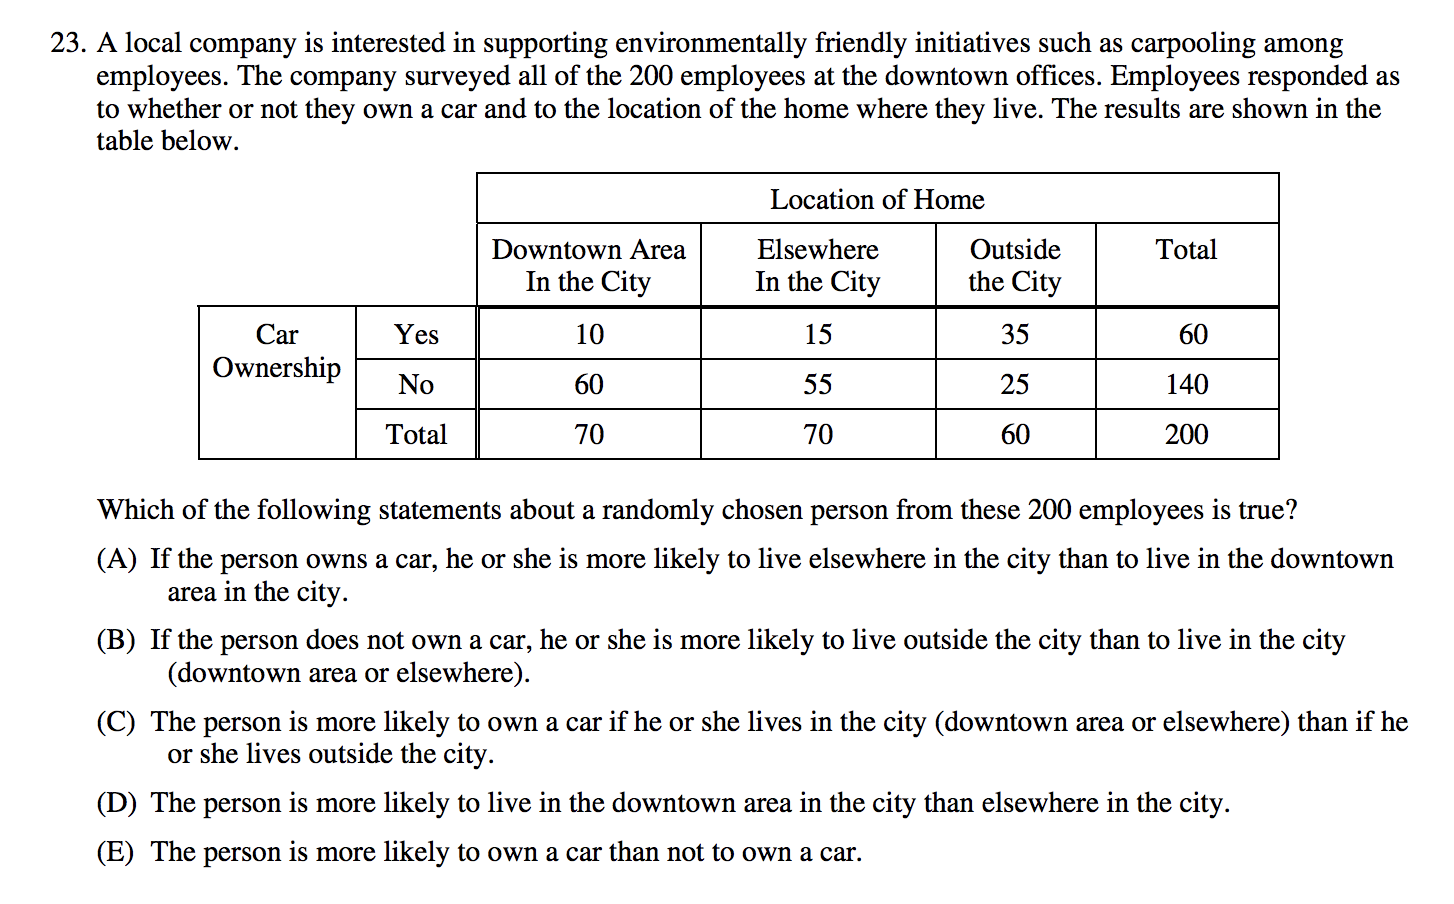 23. A local company is interested in supporting environmentally friendly initiatives such as carpooling among
employees. The company surveyed all of the 200 employees at the downtown offices. Employees responded as
to whether or not they own a car and to the location of the home where they live. The results are shown in the
table below.
Location of Home
Downtown Area In the City Elsewhere In the City Outside the City Total
Car Ownership Yes 10 15 35 60
No 60 55 25 140
Total 70 70 60 200
Which of the following statements about a randomly chosen person from these 200 employees is true?
(A) If the person owns a car, he or she is more likely to live elsewhere in the city than to live in the downtown
area in the city.
(B) If the person does not own a car, he or she is more likely to live outside the city than to live in the city
(downtown area or elsewhere).
(C) The person is more likely to own a car if he or she lives in the city (downtown area or elsewhere) than if he
or she lives outside the city.
(D) The person is more likely to live in the downtown area in the city than elsewhere in the city.
(E) The person is more likely to own a car than not to own a car.